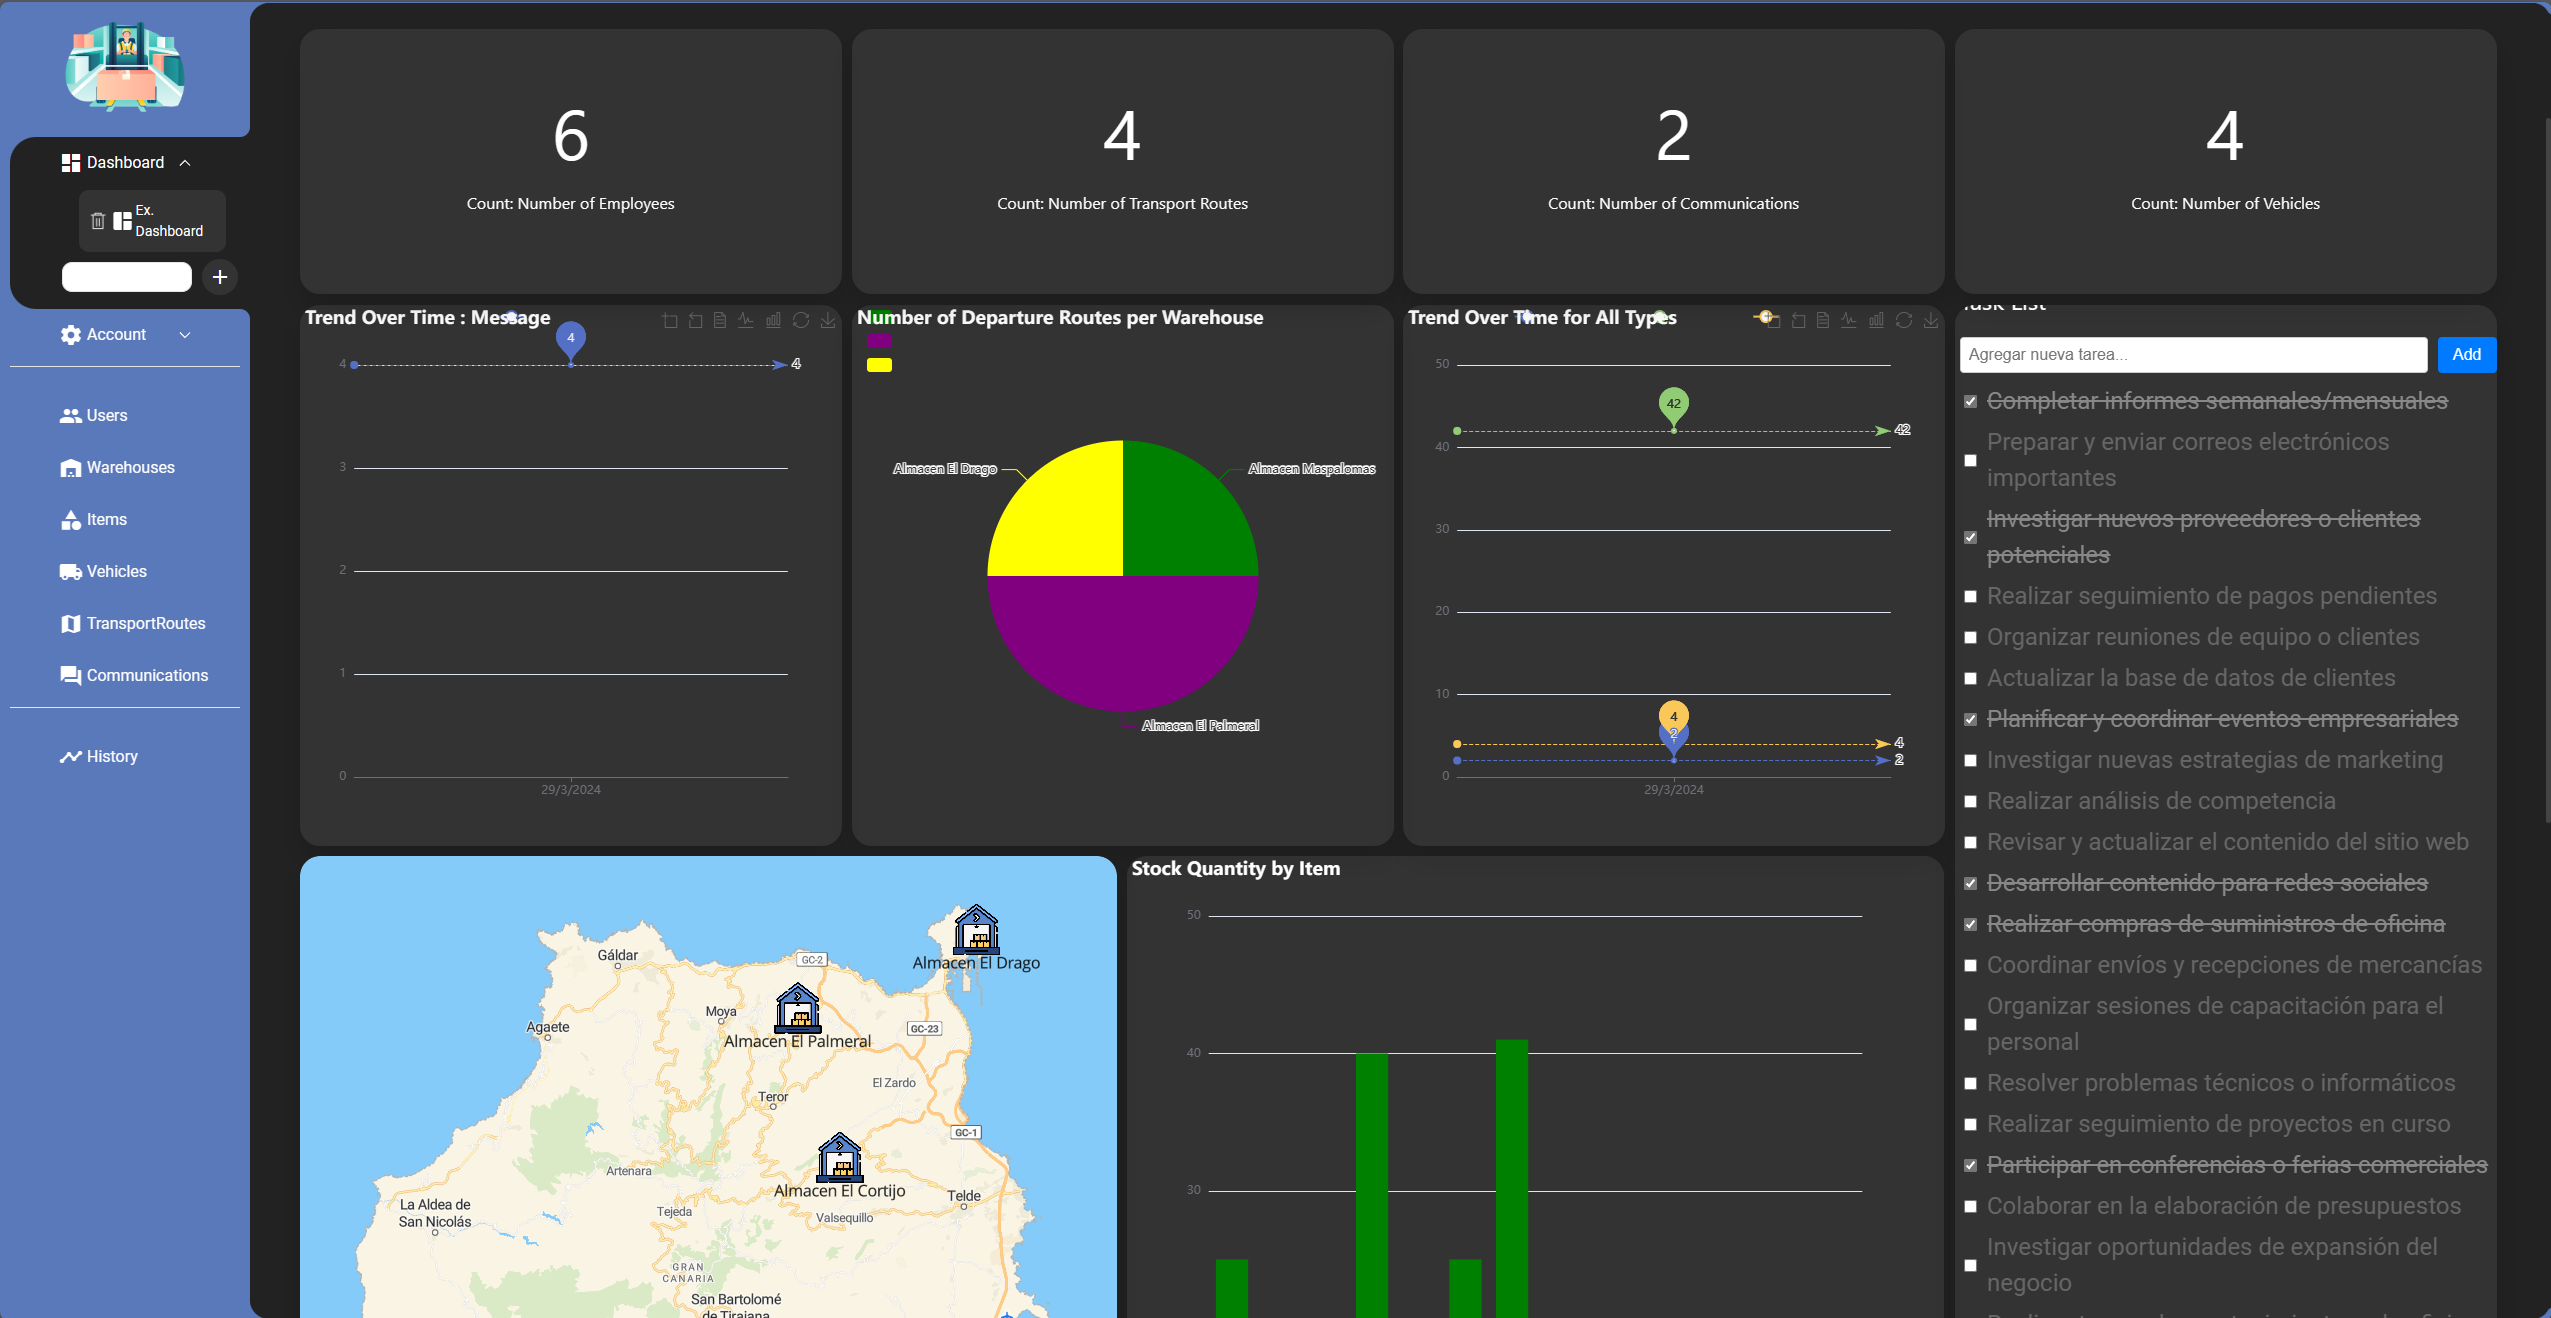 Dashboard
Ex.
Dashboard
Account
Users
Warehouses
Items
Vehicles
TransportRoutes
Communications
History
6
Count: Number of Employees
4
Count: Number of Transport Routes
2
Count: Number of Communications
4
Count: Number of Vehicles
Trend Over Time : Message
4
4
4
3
2
1
0
29/3/2024
Number of Departure Routes per Warehouse
Almacen El Drago
Almacen Maspalomas
Almacen El Palmeral
Trend Over Time for All Types
50
42
42
40
30
20
10
4
4
2
2
0
29/3/2024
Task List
Agregar nueva tarea...
Add
Completar informes semanales/mensuales
Preparar y enviar correos electrónicos
importantes
Investigar nuevos proveedores o clientes
potenciales
Realizar seguimiento de pagos pendientes
Organizar reuniones de equipo o clientes
Actualizar la base de datos de clientes
Planificar y coordinar eventos empresariales
Investigar nuevas estrategias de marketing
Realizar análisis de competencia
Revisar y actualizar el contenido del sitio web
Desarrollar contenido para redes sociales
Realizar compras de suministros de oficina
Coordinar envíos y recepciones de mercancías
Organizar sesiones de capacitación para el
personal
Resolver problemas técnicos o informáticos
Realizar seguimiento de proyectos en curso
Participar en conferencias o ferias comerciales
Colaborar en la elaboración de presupuestos
Investigar oportunidades de expansión del
negocio
Gáldar
GC-2
Almacen El Drago
Moya
Agaete
GC-23
Almacen El Palmeral
El Zardo
Teror
GC-1
Artenara
Almacen El Cortijo
Telde
La Aldea de
San Nicolás
Tejeda
Valsequillo
GRAN
CANARIA
San Bartolomé
de Tirajana
Stock Quantity by Item
50
40
30